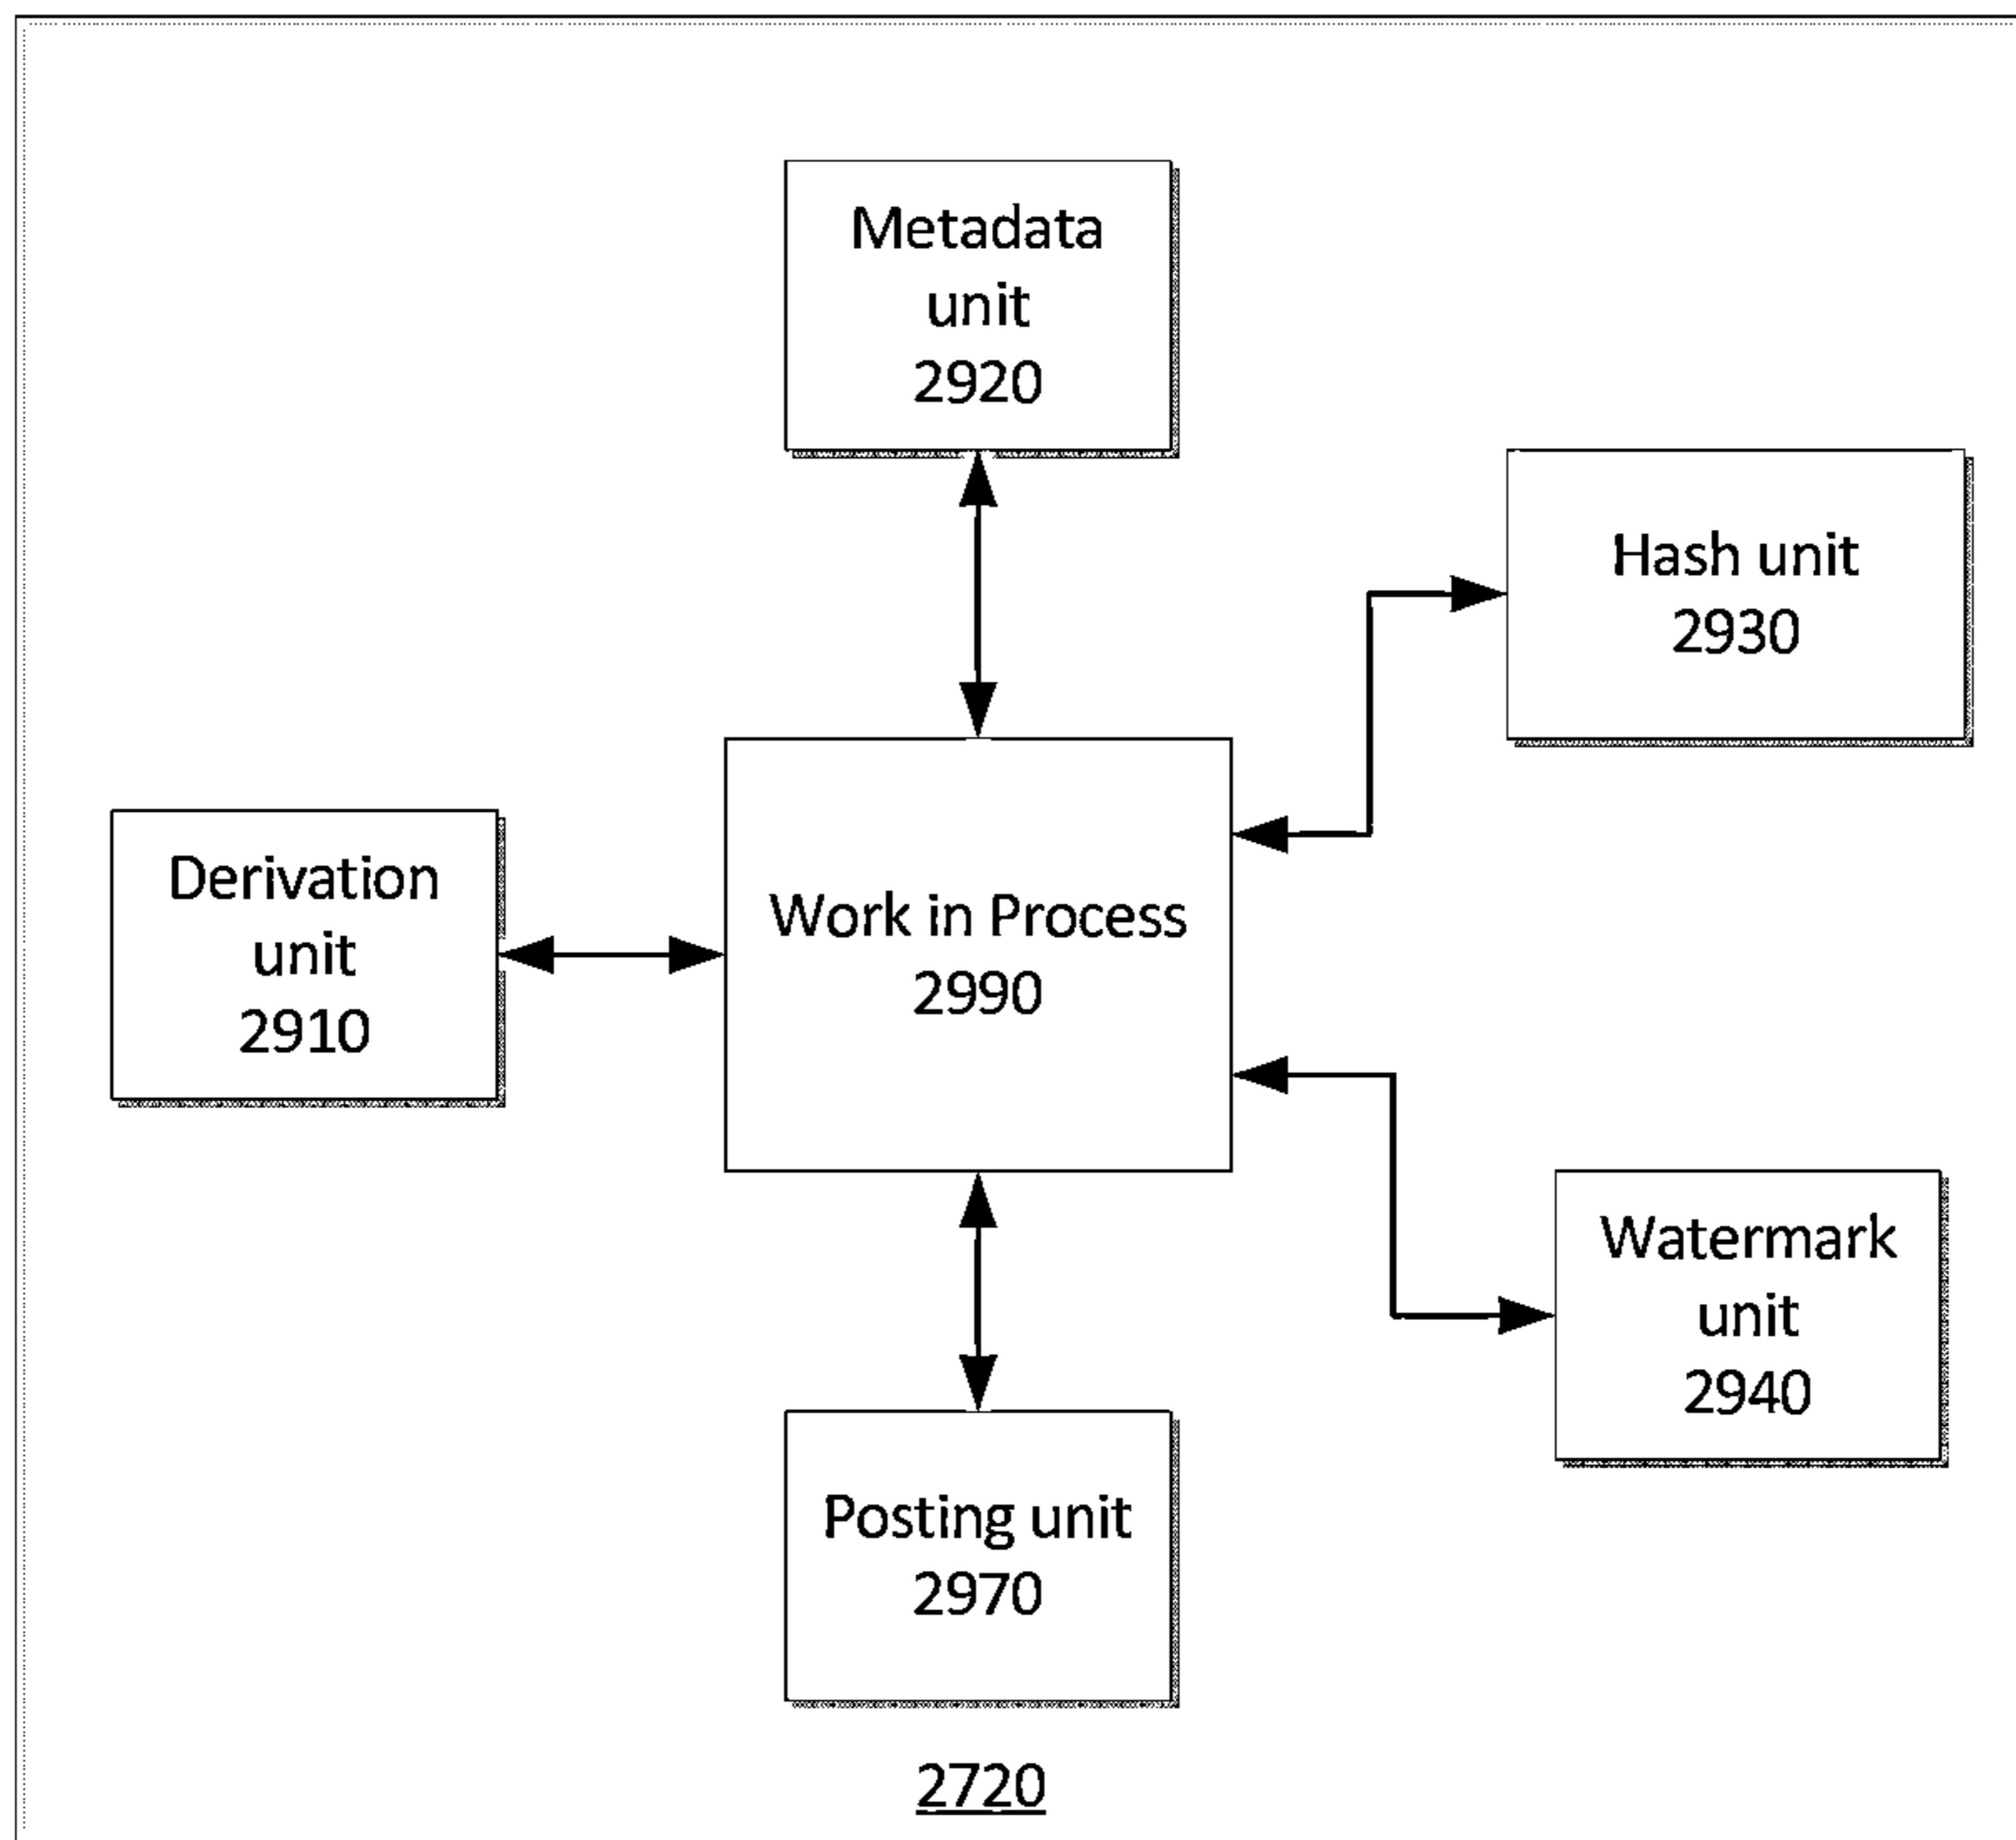 Metadata
unit
2920
Hash unit
2930
Derivation
unit
2910
Work in Process
2990
Watermark
unit
2940
Posting unit
2970
2720